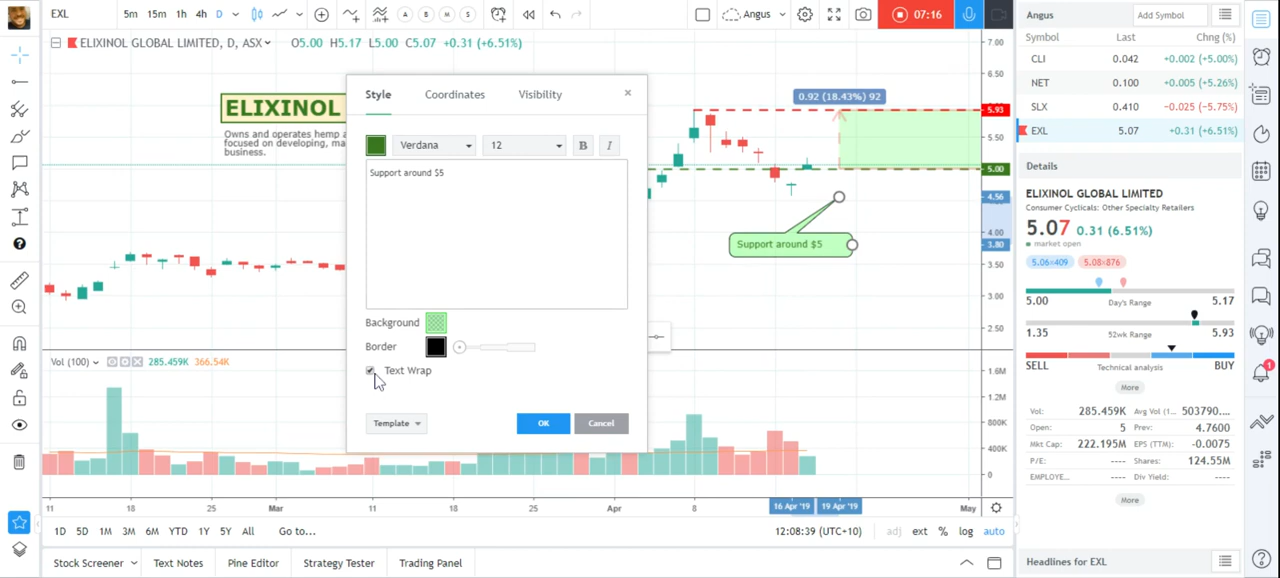 EXL
5m 15m 1h 4h D
A B M S
Angus
07:16
ELIXINOL GLOBAL LIMITED, D, ASX O5.00 H5.17 L5.00 C5.07 +0.31 (+6.51%)
ELIXINOL
Owns and operates hemp a
focused on developing, ma
business.
0.92 (18.43%) 92
Support around $5
7.00
6.50
5.93
5.50
5.00
4.56
4.00
3.80
3.50
3.00
2.50
Style Coordinates Visibility
Verdana 12 B I
Support around $5
Background
Border
Text Wrap
Template OK Cancel
Vol (100) 285.459K 366.54K
1.6M
1.2M
800K
400K
0
11 18 25 Mar 11 18 25 Apr 8 16 Apr '19 19 Apr '19 May
1D 5D 1M 3M 6M YTD 1Y 5Y All Go to...
12:08:39 (UTC+10) adj ext % log auto
Stock Screener Text Notes Pine Editor Strategy Tester Trading Panel
Angus Add Symbol
Symbol Last Chng (%)
CLI 0.042 +0.002 (+5.00%)
NET 0.100 +0.005 (+5.26%)
SLX 0.410 -0.025 (-5.75%)
EXL 5.07 +0.31 (+6.51%)
Details
ELIXINOL GLOBAL LIMITED
Consumer Cyclicals: Other Specialty Retailers
5.07 0.31 (6.51%)
market open
5.06×409 5.08×876
5.00 Day's Range 5.17
1.35 52wk Range 5.93
SELL Technical analysis BUY
More
Vol: 285.459K Avg Vol (1... 503790....
Open: 5 Prev: 4.7600
Mkt Cap: 222.195M EPS (TTM): -0.0075
P/E: ---- Shares: 124.55M
EMPLOYE... ---- Div Yield: ----
More
Headlines for EXL
1